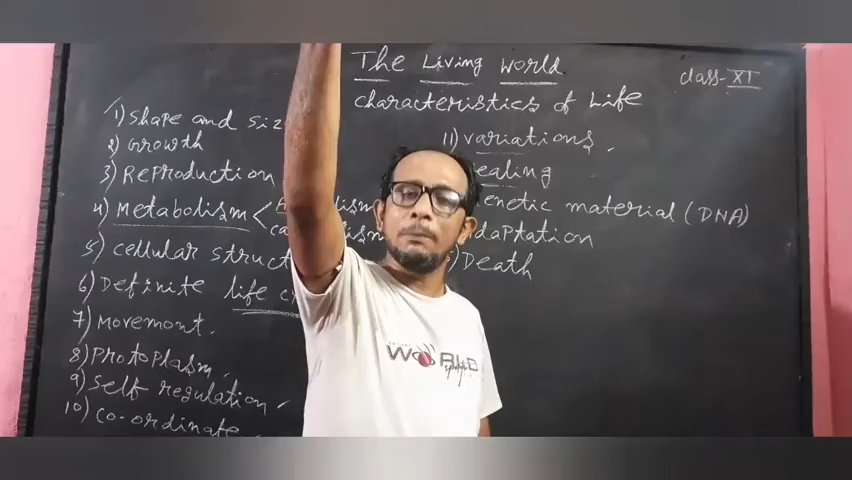 The Living World
class-XI
characteristics of Life
1) shape and siz
2) Growth
3) Reproduction
4) Metabolism <
5) cellular struct
6) Definite life c
7) Movement.
8) Protoplasm.
9) self regulation
10) co-ordinate
11) variations.
ealing
enetic material (DNA)
daptation
) Death
WORLD